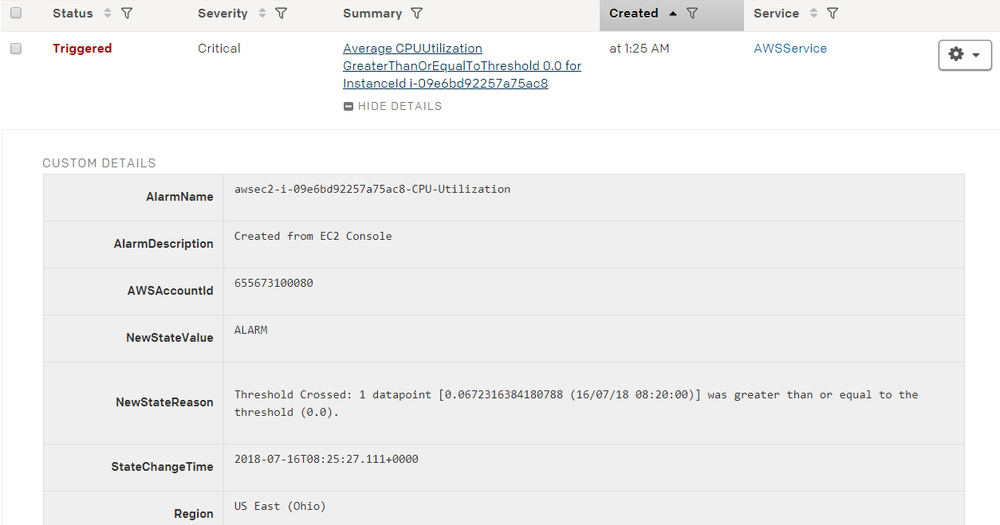 Status Severity Summary Created Service
Triggered Critical Average CPUUtilization at 1:25 AM AWSService
GreaterThanOrEqualToThreshold 0.0 for
InstanceId i-09e6bd92257a75ac8
HIDE DETAILS
CUSTOM DETAILS
AlarmName awsec2-i-09e6bd92257a75ac8-CPU-Utilization
AlarmDescription Created from EC2 Console
AWSAccountId 655673100080
NewStateValue ALARM
NewStateReason Threshold Crossed: 1 datapoint [0.0672316384180788 (16/07/18 08:20:00)] was greater than or equal to the
threshold (0.0).
StateChangeTime 2018-07-16T08:25:27.111+0000
Region US East (Ohio)